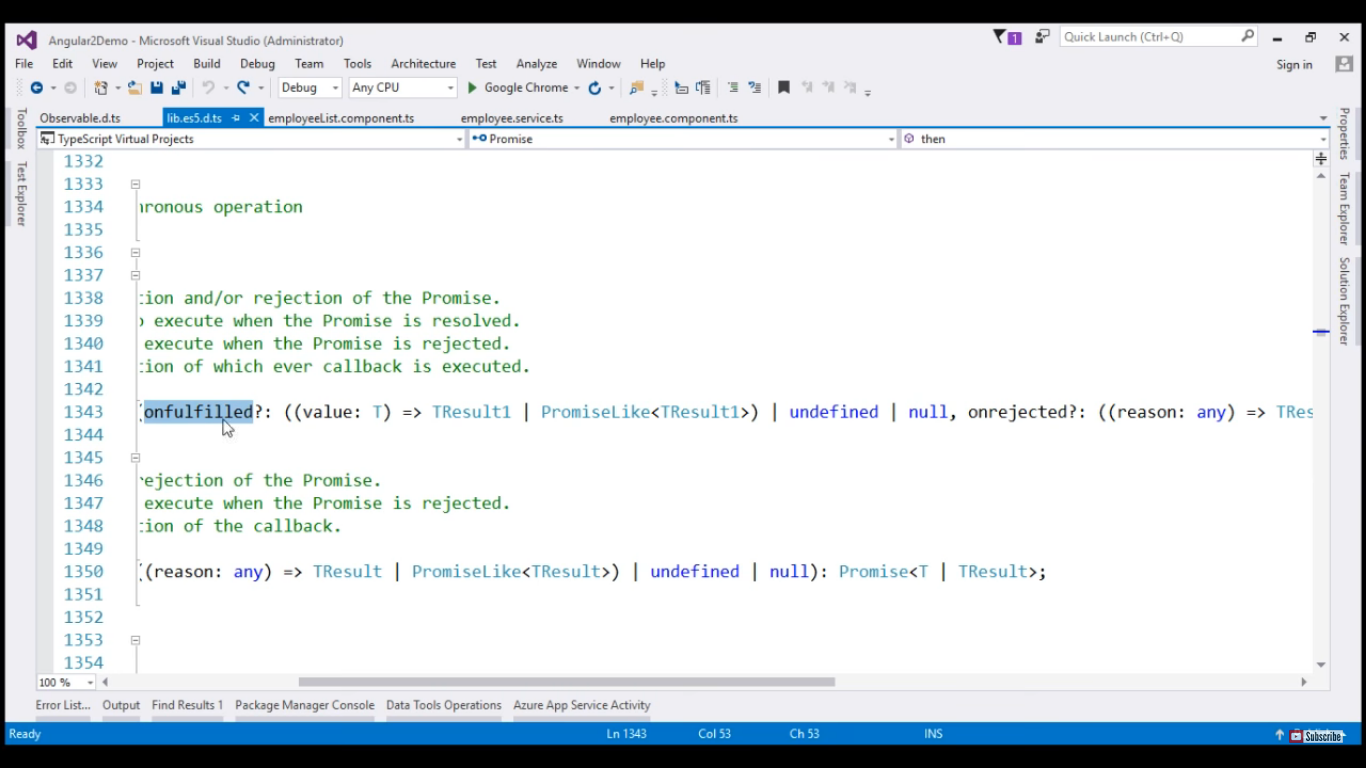 Angular2Demo - Microsoft Visual Studio (Administrator)
1
Quick Launch (Ctrl+Q)
File Edit View Project Build Debug Team Tools Architecture Test Analyze Window Help
Sign in
Debug Any CPU Google Chrome
Observable.d.ts lib.es5.d.ts employeeList.component.ts employee.service.ts employee.component.ts
TypeScript Virtual Projects Promise then
Toolbox
Test Explorer
1332
1333
1334 hronous operation
1335
1336
1337
1338 tion and/or rejection of the Promise.
1339 o execute when the Promise is resolved.
1340 execute when the Promise is rejected.
1341 tion of which ever callback is executed.
1342
1343 (onfulfilled?: ((value: T) => TResult1 | PromiseLike<TResult1>) | undefined | null, onrejected?: ((reason: any) => TRes
1344
1345
1346 rejection of the Promise.
1347 execute when the Promise is rejected.
1348 tion of the callback.
1349
1350 ((reason: any) => TResult | PromiseLike<TResult>) | undefined | null): Promise<T | TResult>;
1351
1352
1353
1354
Properties
Team Explorer
Solution Explorer
100 %
Error List... Output Find Results 1 Package Manager Console Data Tools Operations Azure App Service Activity
Ready Ln 1343 Col 53 Ch 53 INS
Subscribe